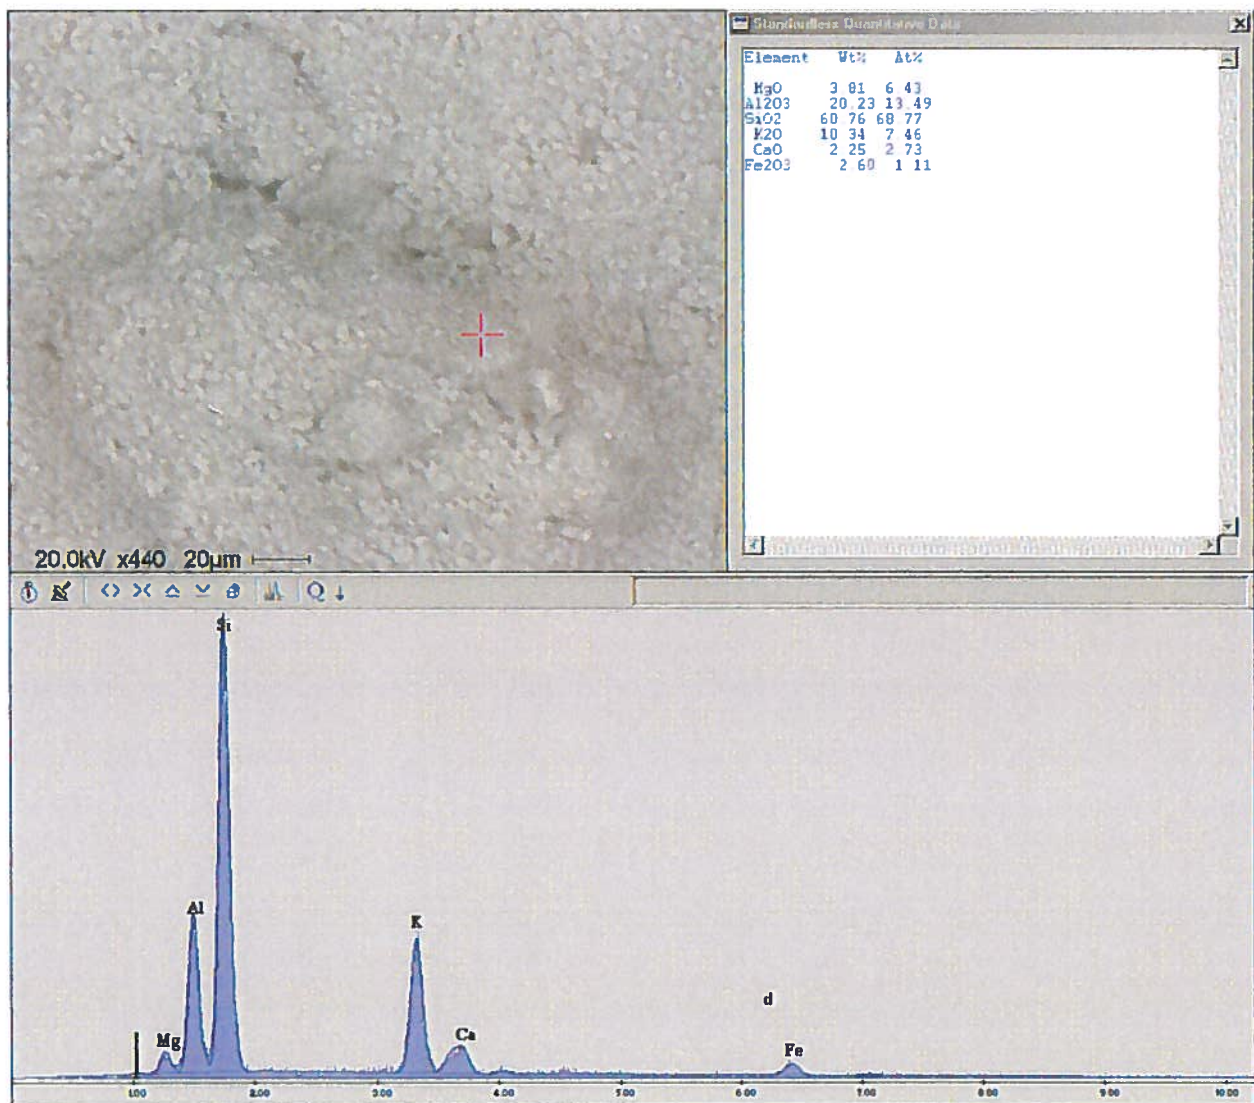 Standardless Quantitative Data
Element Wt% At%
MgO 3.81 6.43
Al2O3 20.23 13.49
SiO2 60.76 68.77
K2O 10.34 7.46
CaO 2.25 2.73
Fe2O3 2.60 1.11
20.0kV x440 20µm
Q
Si
Al
K
d
Mg
Ca
Fe
1.00 2.00 3.00 4.00 5.00 6.00 7.00 8.00 9.00 10.00